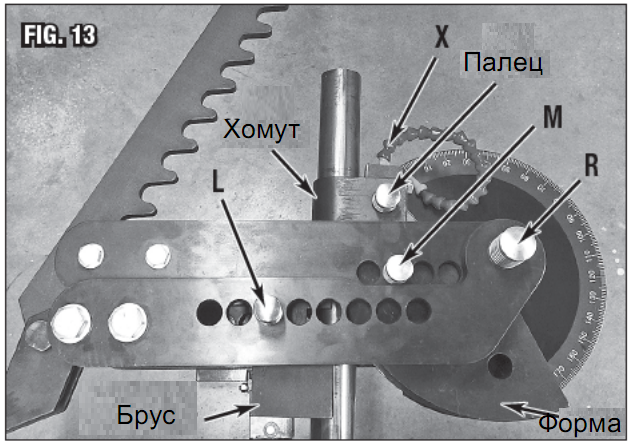 FIG. 13
X
Палец
Хомут
M
L
R
Брус
Форма